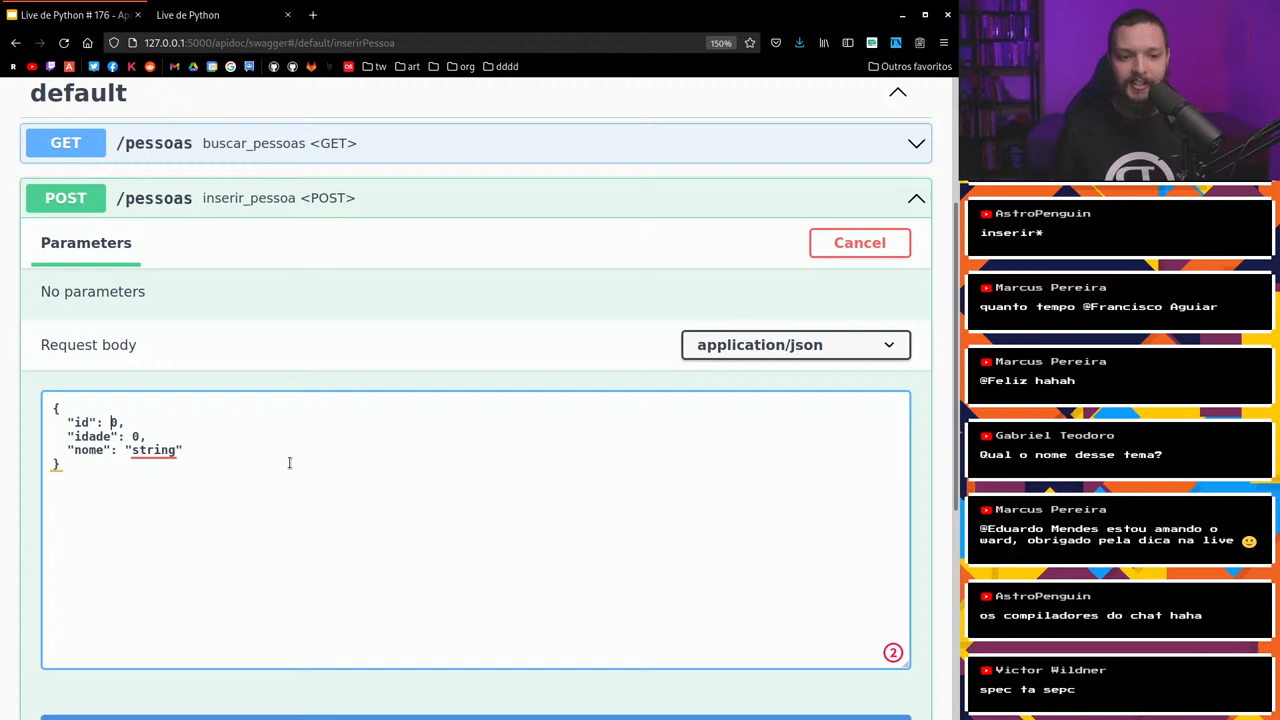 Live de Python # 176 - Ap
Live de Python
127.0.0.1:5000/apidoc/swagger#/default/inserirPessoa
150%
tw
art
org
dddd
Outros favoritos
default
GET /pessoas buscar_pessoas <GET>
POST /pessoas inserir_pessoa <POST>
Parameters
Cancel
No parameters
Request body
application/json
{
"id": 0,
"idade": 0,
"nome": "string"
}
2
AstroPenguin
inserir*
Marcus Pereira
quanto tempo @Francisco Aguiar
Marcus Pereira
@Feliz hahah
Gabriel Teodoro
Qual o nome desse tema?
Marcus Pereira
@Eduardo Mendes estou amando o
ward, obrigado pela dica na live
AstroPenguin
os compiladores do chat haha
Victor Wildner
spec ta sepc